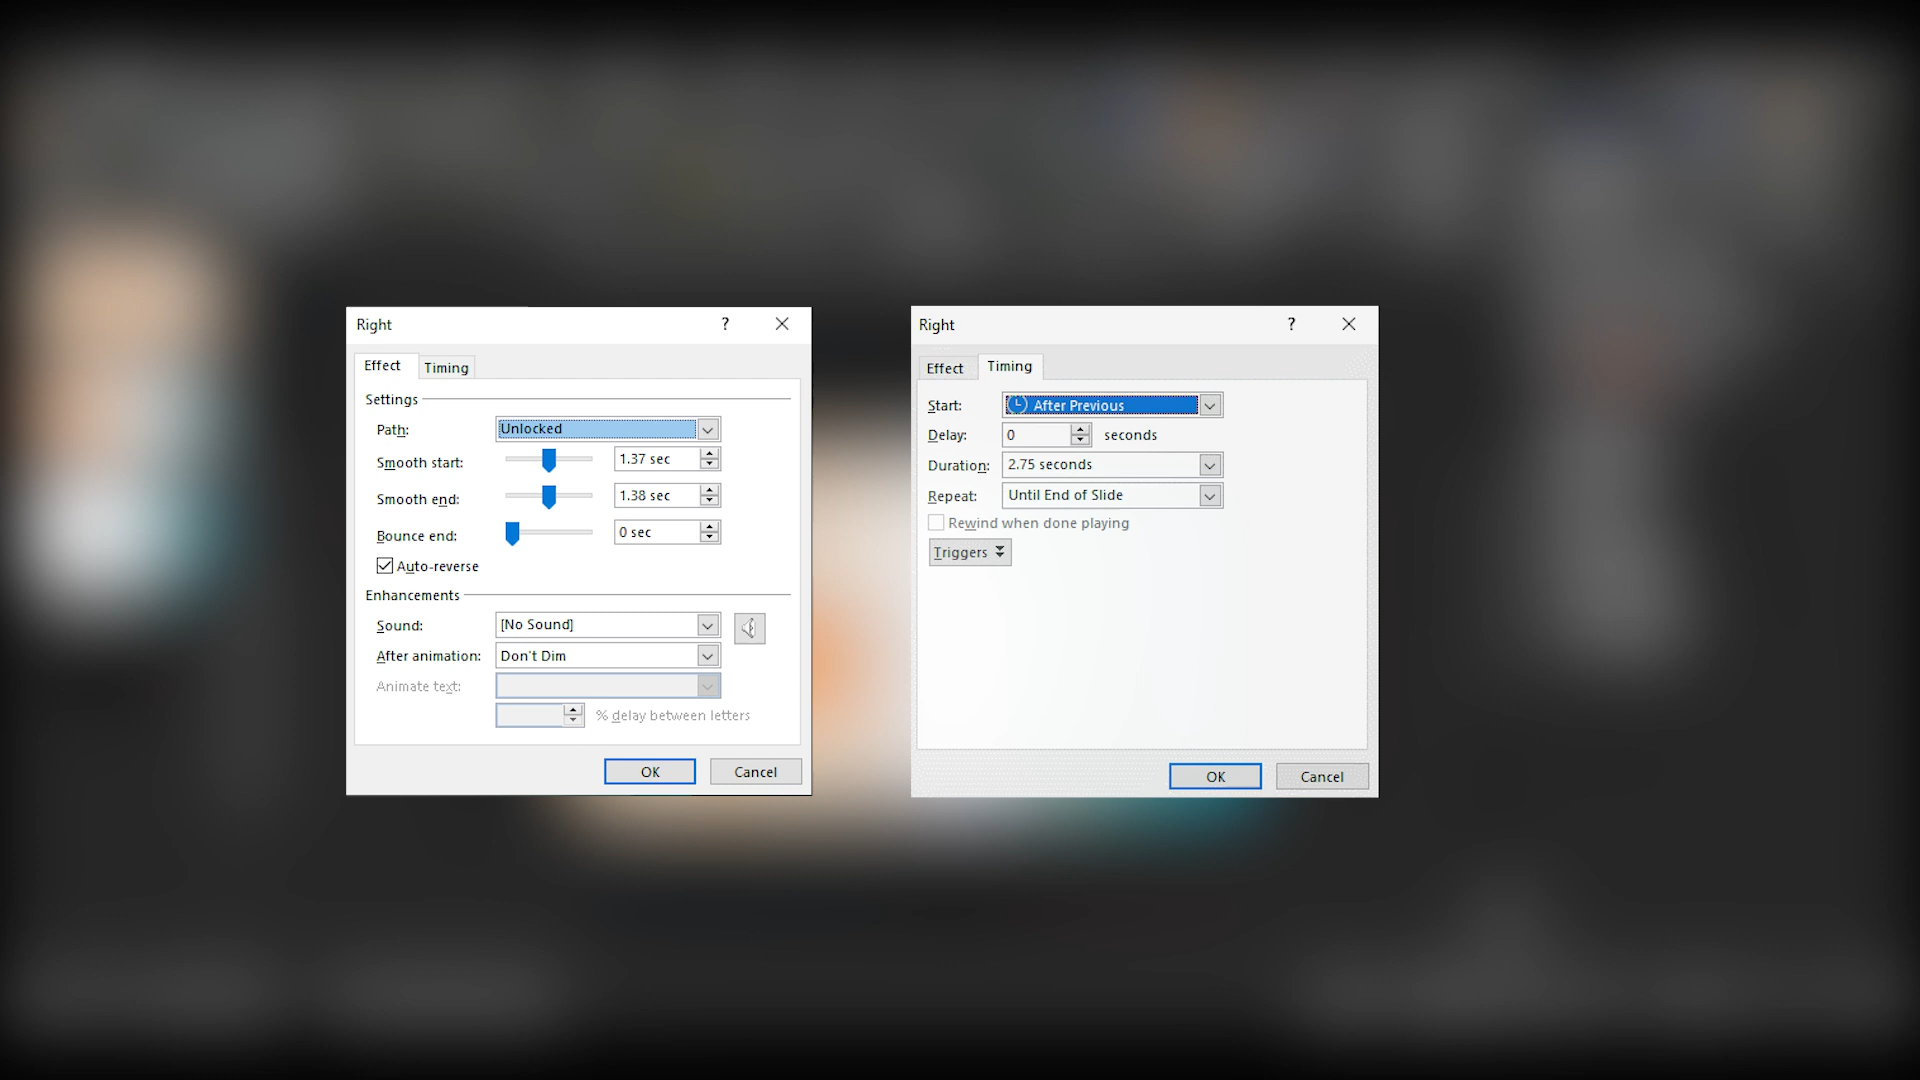 Right ?
Effect Timing
Settings
Path: Unlocked
Smooth start: 1.37 sec
Smooth end: 1.38 sec
Bounce end: 0 sec
Auto-reverse
Enhancements
Sound: [No Sound]
After animation: Don't Dim
Animate text:
% delay between letters
OK Cancel
Right ?
Effect Timing
Start: After Previous
Delay: 0 seconds
Duration: 2.75 seconds
Repeat: Until End of Slide
Rewind when done playing
Triggers
OK Cancel